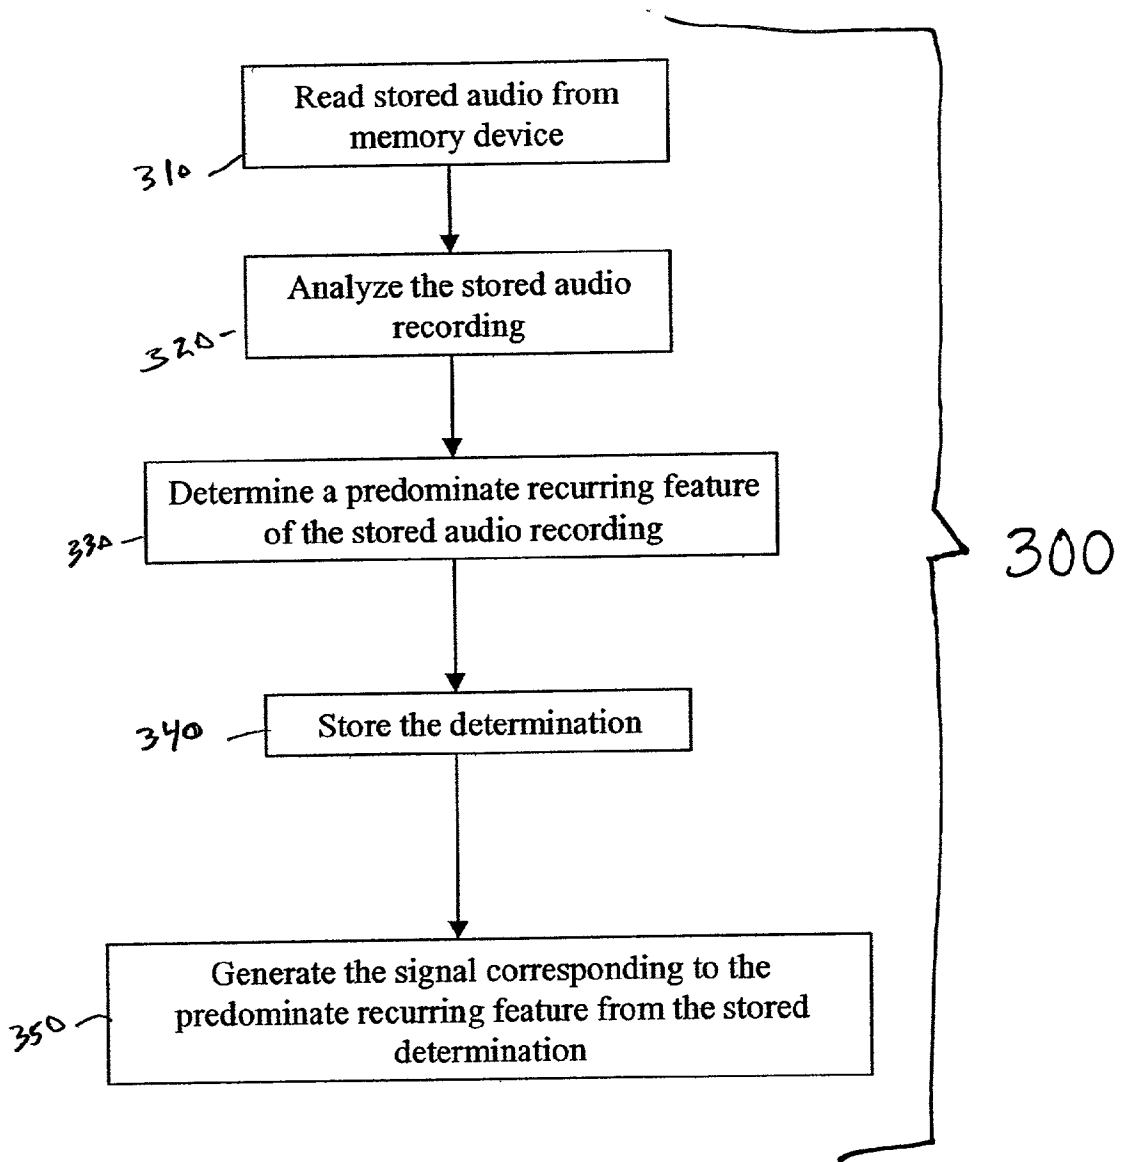 Read stored audio from
memory device
310
Analyze the stored audio
recording
320
Determine a predominate recurring feature
of the stored audio recording
330
300
Store the determination
340
Generate the signal corresponding to the
predominate recurring feature from the stored
determination
350